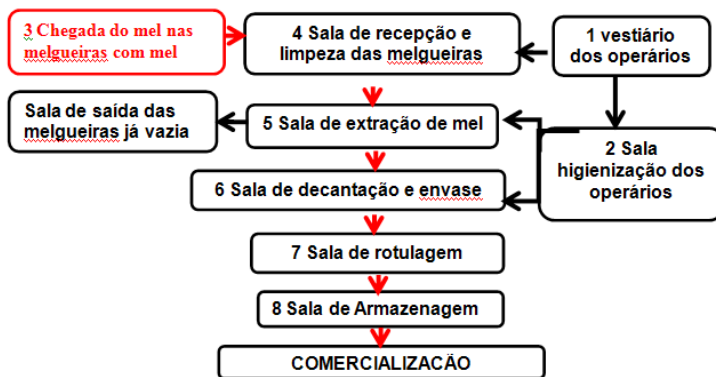 3 Chegada do mel nas
melgueiras com mel
4 Sala de recepção e
limpeza das melgueiras
1 vestiário
dos operários
Sala de saída das
melgueiras já vazia
5 Sala de extração de mel
2 Sala
higienização dos
operários
6 Sala de decantação e envase
7 Sala de rotulagem
8 Sala de Armazenagem
COMERCIALIZACÃO